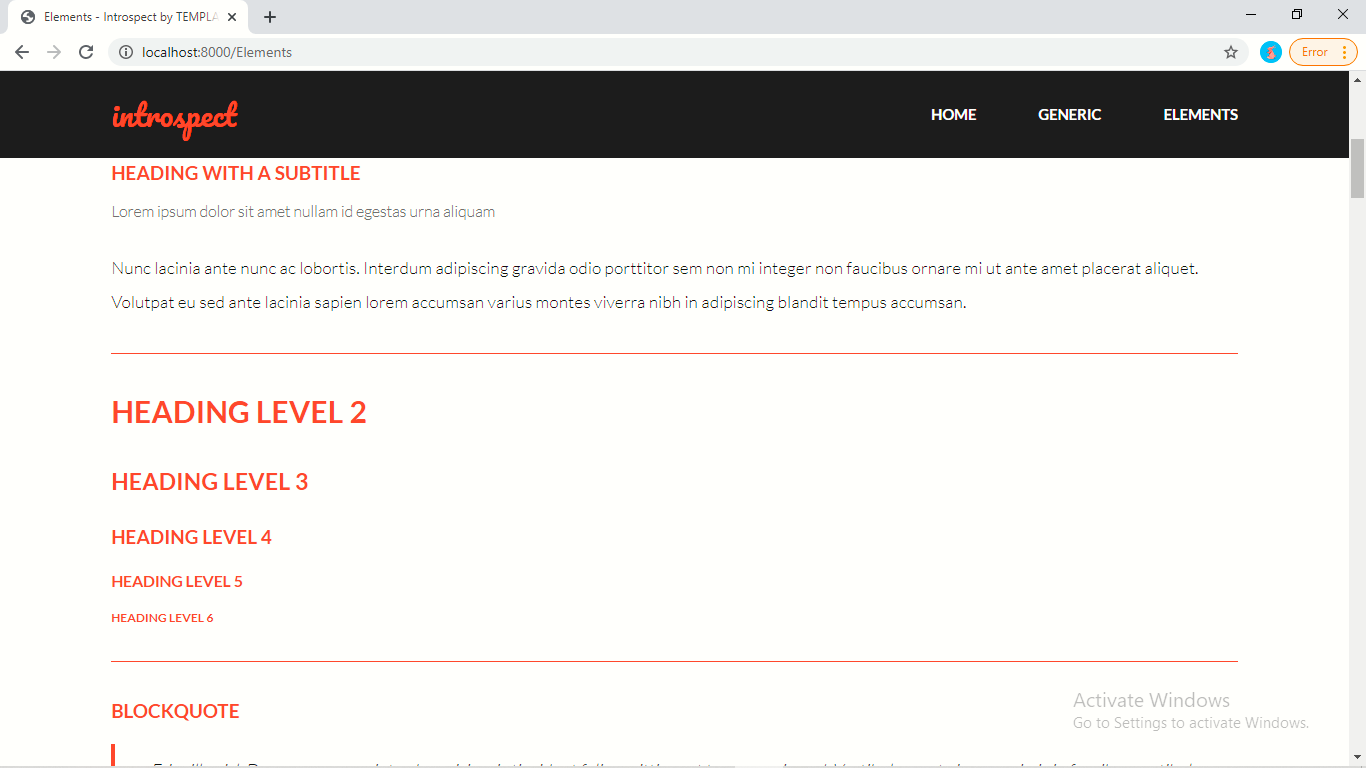 Elements - Introspect by TEMPLA
localhost:8000/Elements
Error
introspect
HOME
GENERIC
ELEMENTS
HEADING WITH A SUBTITLE
Lorem ipsum dolor sit amet nullam id egestas urna aliquam
Nunc lacinia ante nunc ac lobortis. Interdum adipiscing gravida odio porttitor sem non mi integer non faucibus ornare mi ut ante amet placerat aliquet.
Volutpat eu sed ante lacinia sapien lorem accumsan varius montes viverra nibh in adipiscing blandit tempus accumsan.
HEADING LEVEL 2
HEADING LEVEL 3
HEADING LEVEL 4
HEADING LEVEL 5
HEADING LEVEL 6
BLOCKQUOTE
Activate Windows
Go to Settings to activate Windows.